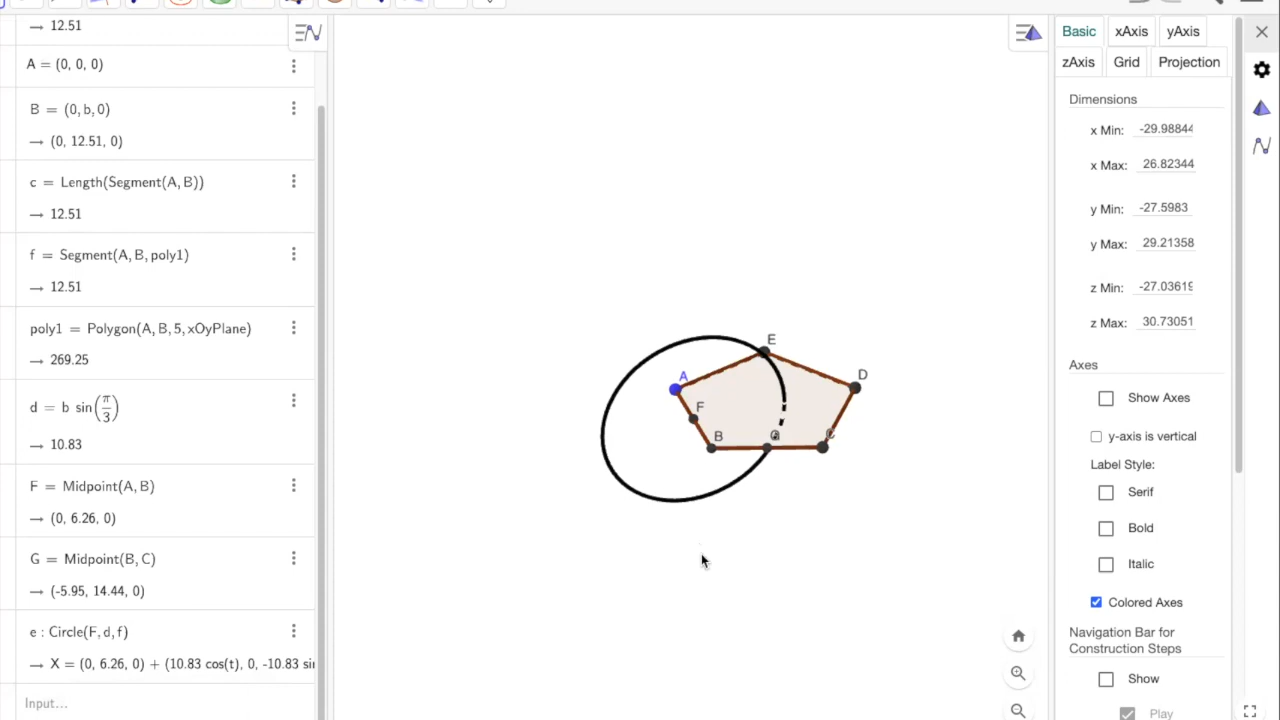 → 12.51
A = (0, 0, 0)
B = (0, b, 0)
→ (0, 12.51, 0)
c = Length(Segment(A, B))
→ 12.51
f = Segment(A, B, poly1)
→ 12.51
poly1 = Polygon(A, B, 5, xOyPlane)
→ 269.25
d = b sin(π/3)
→ 10.83
F = Midpoint(A, B)
→ (0, 6.26, 0)
G = Midpoint(B, C)
→ (-5.95, 14.44, 0)
e : Circle(F, d, f)
→ X = (0, 6.26, 0) + (10.83 cos(t), 0, -10.83 sin
Input...
E
A
D
F
B
G
C
Basic
xAxis
yAxis
zAxis
Grid
Projection
Dimensions
x Min: -29.98844
x Max: 26.82344
y Min: -27.5983
y Max: 29.21358
z Min: -27.03619
z Max: 30.73051
Axes
Show Axes
y-axis is vertical
Label Style:
Serif
Bold
Italic
Colored Axes
Navigation Bar for
Construction Steps
Show
Play